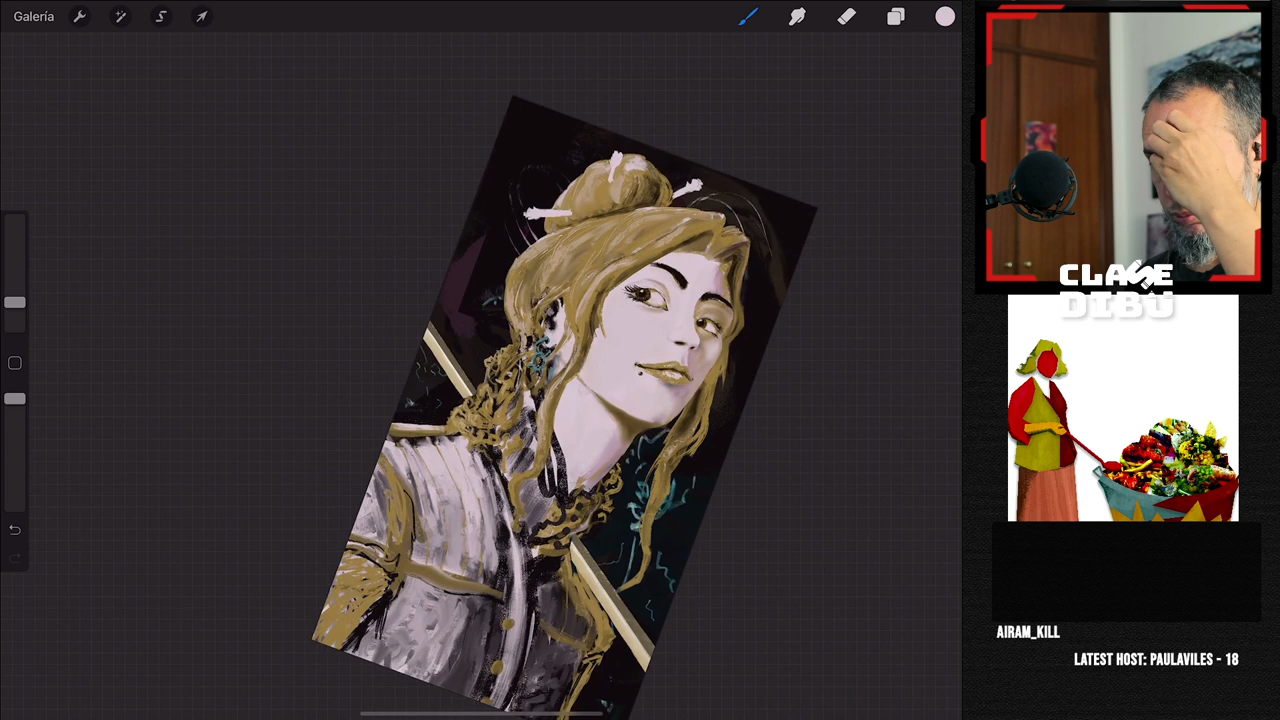 Galería
CLASE
DIBU
AIRAM_KILL
LATEST HOST: PAULAVILES - 18